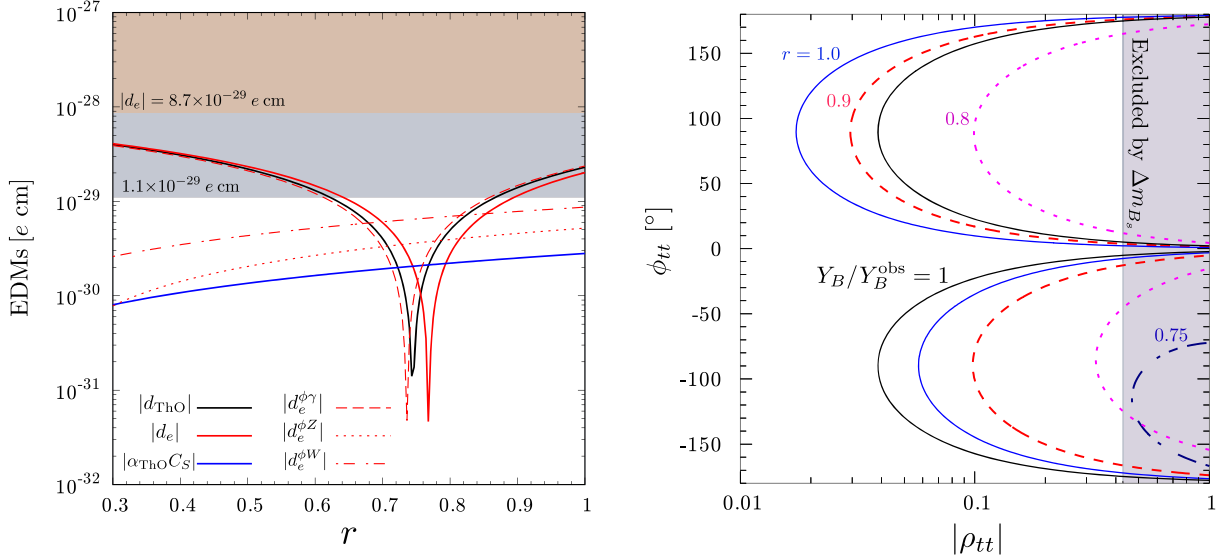 10⁻²⁷
10⁻²⁸
10⁻²⁹
10⁻³⁰
10⁻³¹
10⁻³²
EDMs [e cm]
|d_e| = 8.7×10⁻²⁹ e cm
1.1×10⁻²⁹ e cm
|d_ThO|
|d_e|
|α_ThO C_S|
|d_e^{ϕγ}|
|d_e^{ϕZ}|
|d_e^{ϕW}|
0.3 0.4 0.5 0.6 0.7 0.8 0.9 1
r
150
100
50
0
-50
-100
-150
ϕ_tt [°]
r = 1.0
0.9
0.8
Excluded by Δm_{B_s}
Y_B/Y_B^obs = 1
0.75
0.01 0.1 1
|ρ_tt|